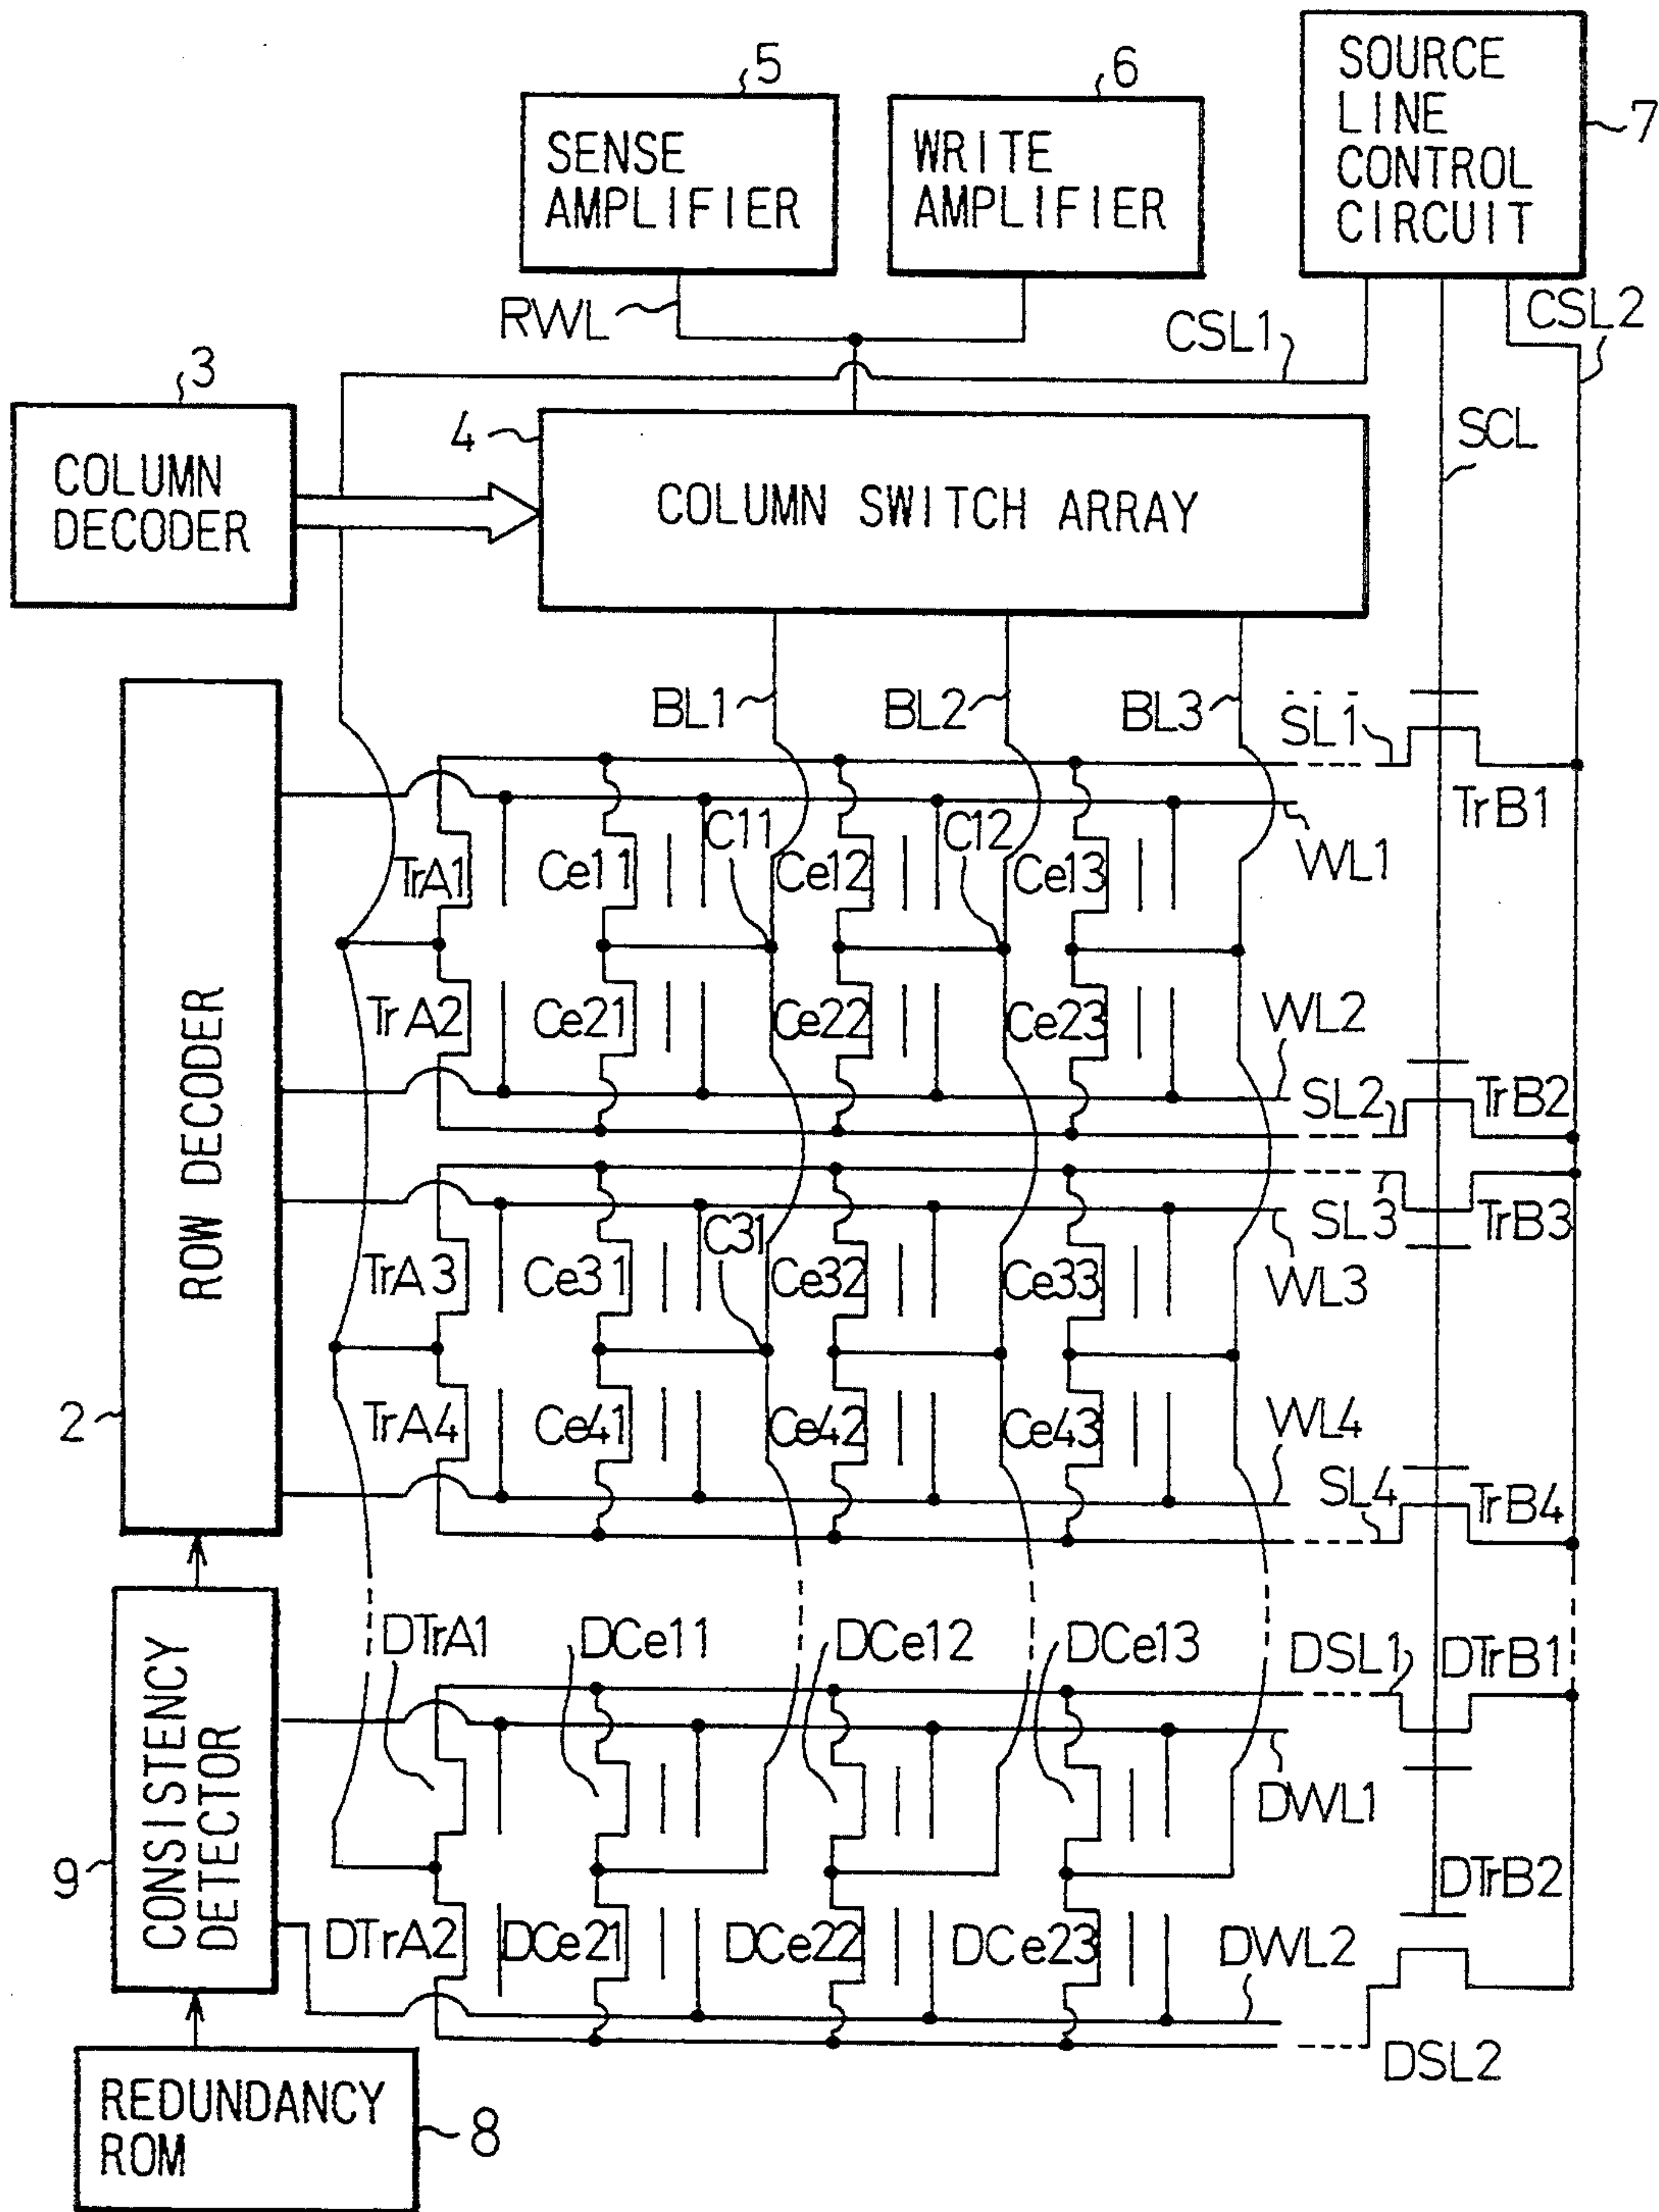 5
6
7
SENSE
AMPLIFIER
WRITE
AMPLIFIER
SOURCE
LINE
CONTROL
CIRCUIT
RWL
CSL1
CSL2
3
4
SCL
COLUMN
DECODER
COLUMN SWITCH ARRAY
BL1
BL2
BL3
SL1
TrB1
C11
C12
WL1
TrA1
Ce11
Ce12
Ce13
ROW DECODER
TrA2
Ce21
Ce22
Ce23
WL2
SL2
TrB2
C31
SL3
TrB3
TrA3
Ce31
Ce32
Ce33
WL3
2
TrA4
Ce41
Ce42
Ce43
WL4
SL4
TrB4
DTrA1
DCe11
DCe12
DCe13
DSL1
DTrB1
CONSISTENCY
DETECTOR
DWL1
9
DTrB2
DTrA2
DCe21
DCe22
DCe23
DWL2
DSL2
REDUNDANCY
ROM
8